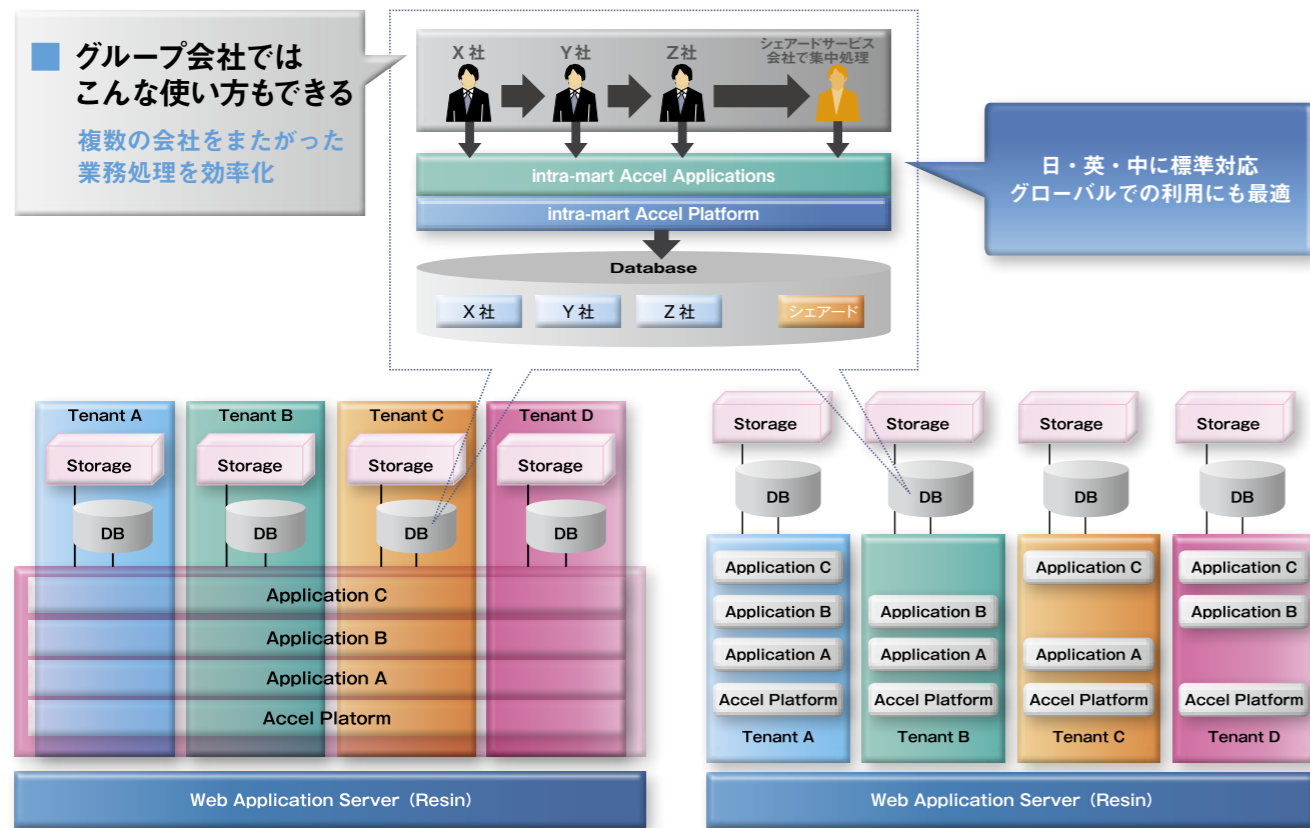 グループ会社では
こんな使い方もできる
複数の会社をまたがった
業務処理を効率化
X 社
Y 社
Z 社
シェアードサービス
会社で集中処理
intra-mart Accel Applications
intra-mart Accel Platform
Database
X 社
Y 社
Z 社
シェアード
日・英・中に標準対応
グローバルでの利用にも最適
Tenant A
Tenant B
Tenant C
Tenant D
Storage
Storage
Storage
Storage
DB
DB
DB
DB
Application C
Application B
Application A
Accel Platorm
Web Application Server（Resin）
Storage
Storage
Storage
Storage
DB
DB
DB
DB
Application C
Application B
Application A
Accel Platform
Tenant A
Application B
Application A
Accel Platform
Tenant B
Application C
Application A
Accel Platform
Tenant C
Application C
Application B
Accel Platform
Tenant D
Web Application Server（Resin）